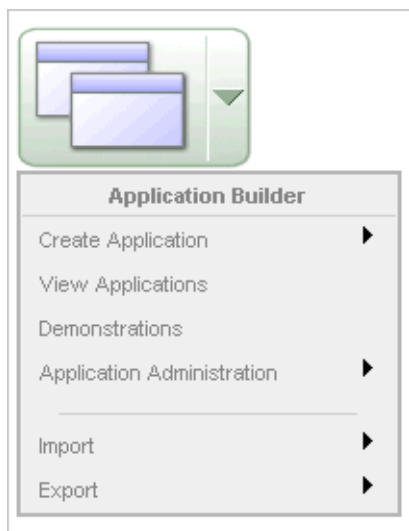 Application Builder
Create Application
View Applications
Demonstrations
Application Administration
Import
Export